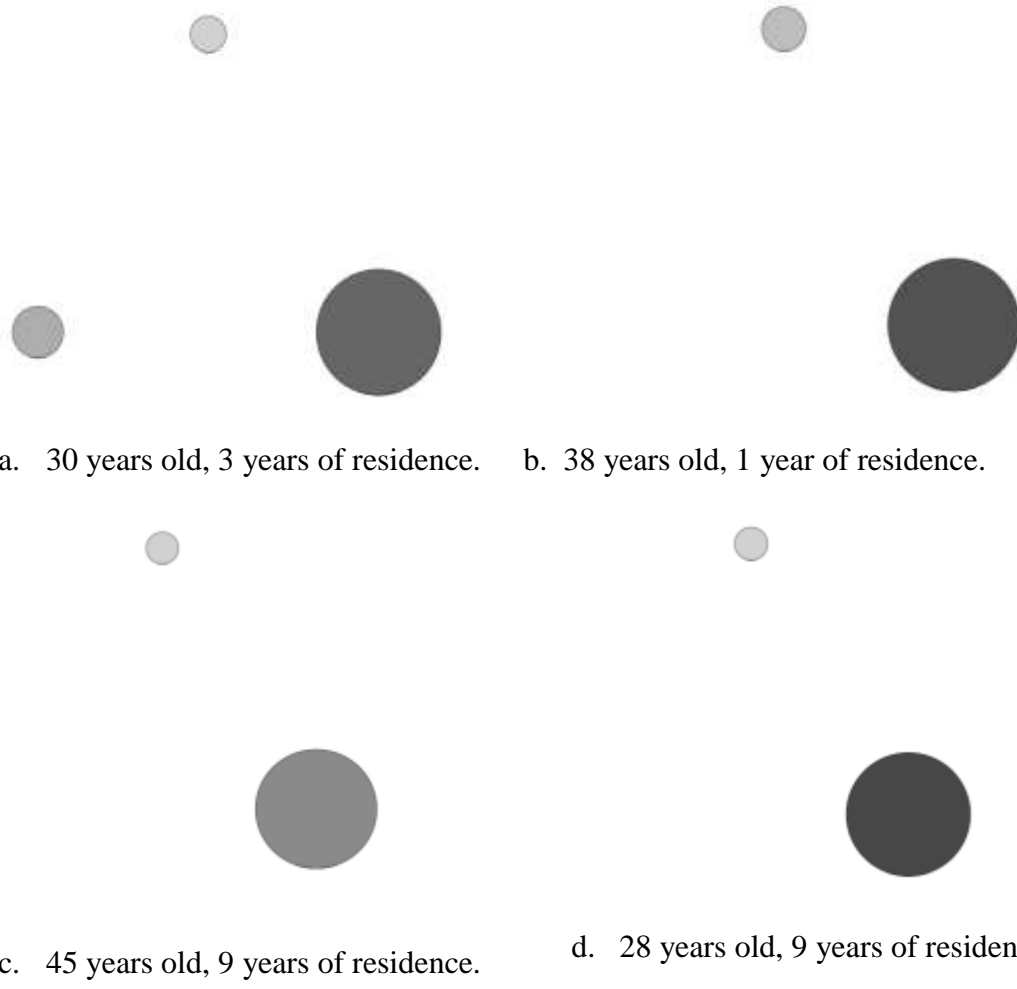 a. 30 years old, 3 years of residence.
b. 38 years old, 1 year of residence.
c. 45 years old, 9 years of residence.
d. 28 years old, 9 years of